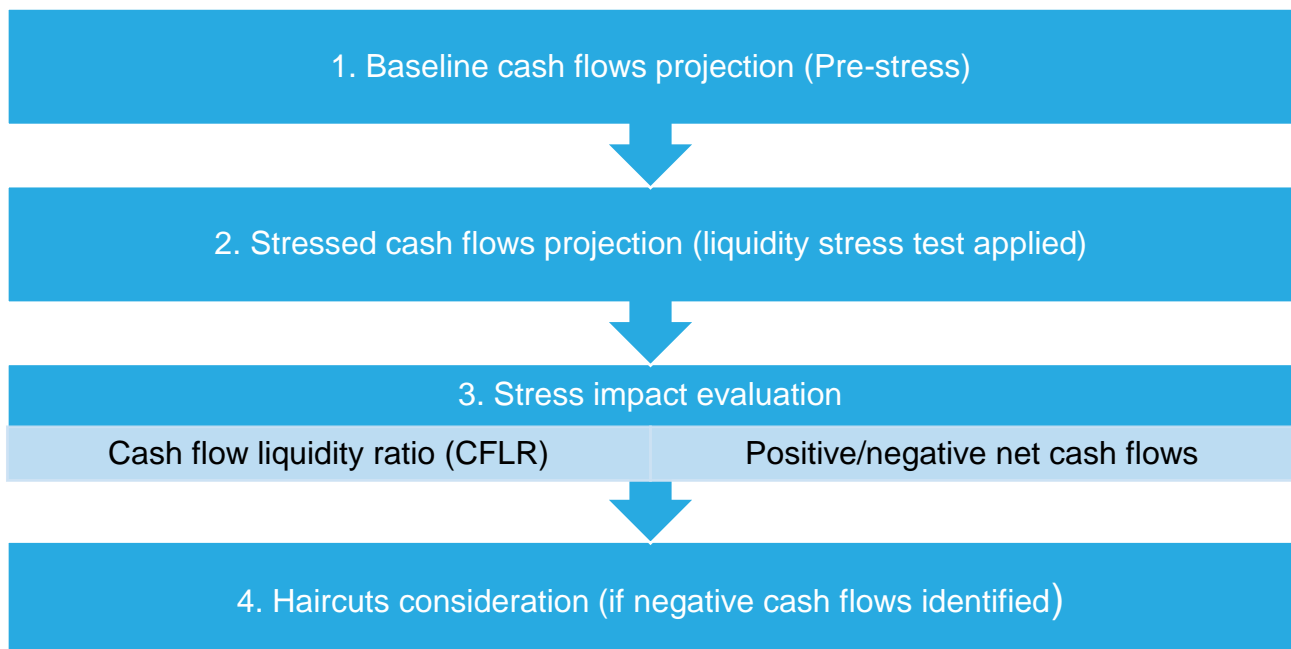 1. Baseline cash flows projection (Pre-stress)
2. Stressed cash flows projection (liquidity stress test applied)
3. Stress impact evaluation
Cash flow liquidity ratio (CFLR)
Positive/negative net cash flows
4. Haircuts consideration (if negative cash flows identified)